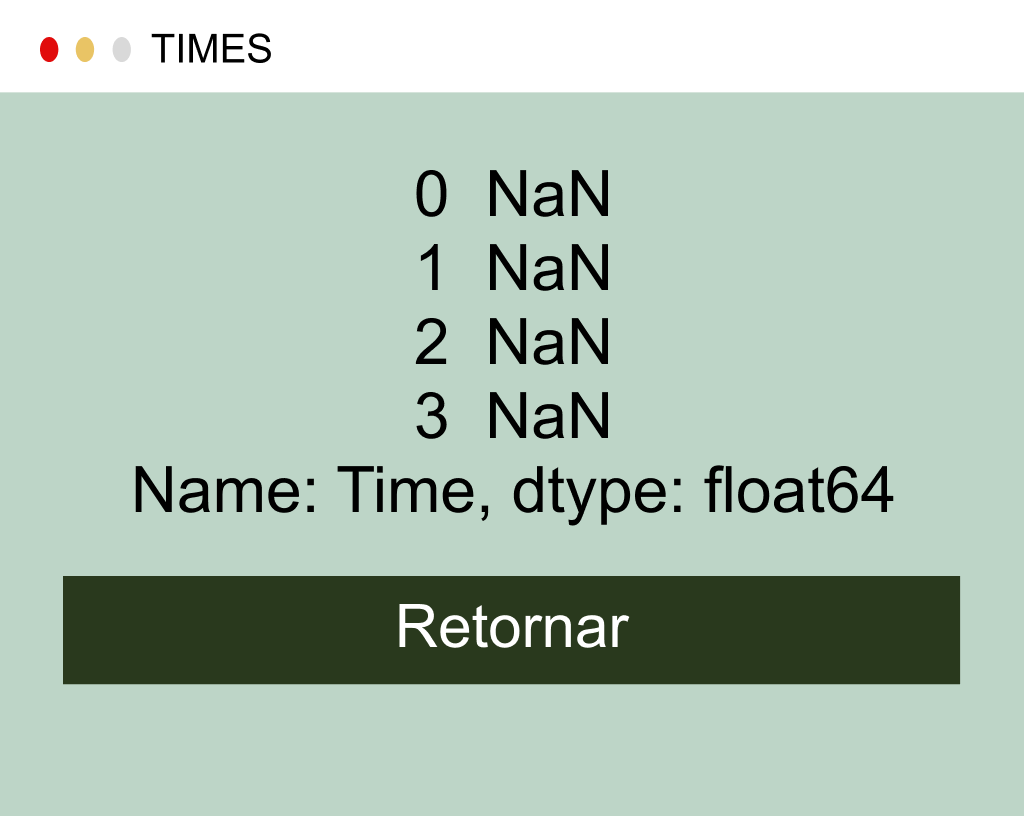 TIMES
0 NaN
1 NaN
2 NaN
3 NaN
Name: Time, dtype: float64
Retornar